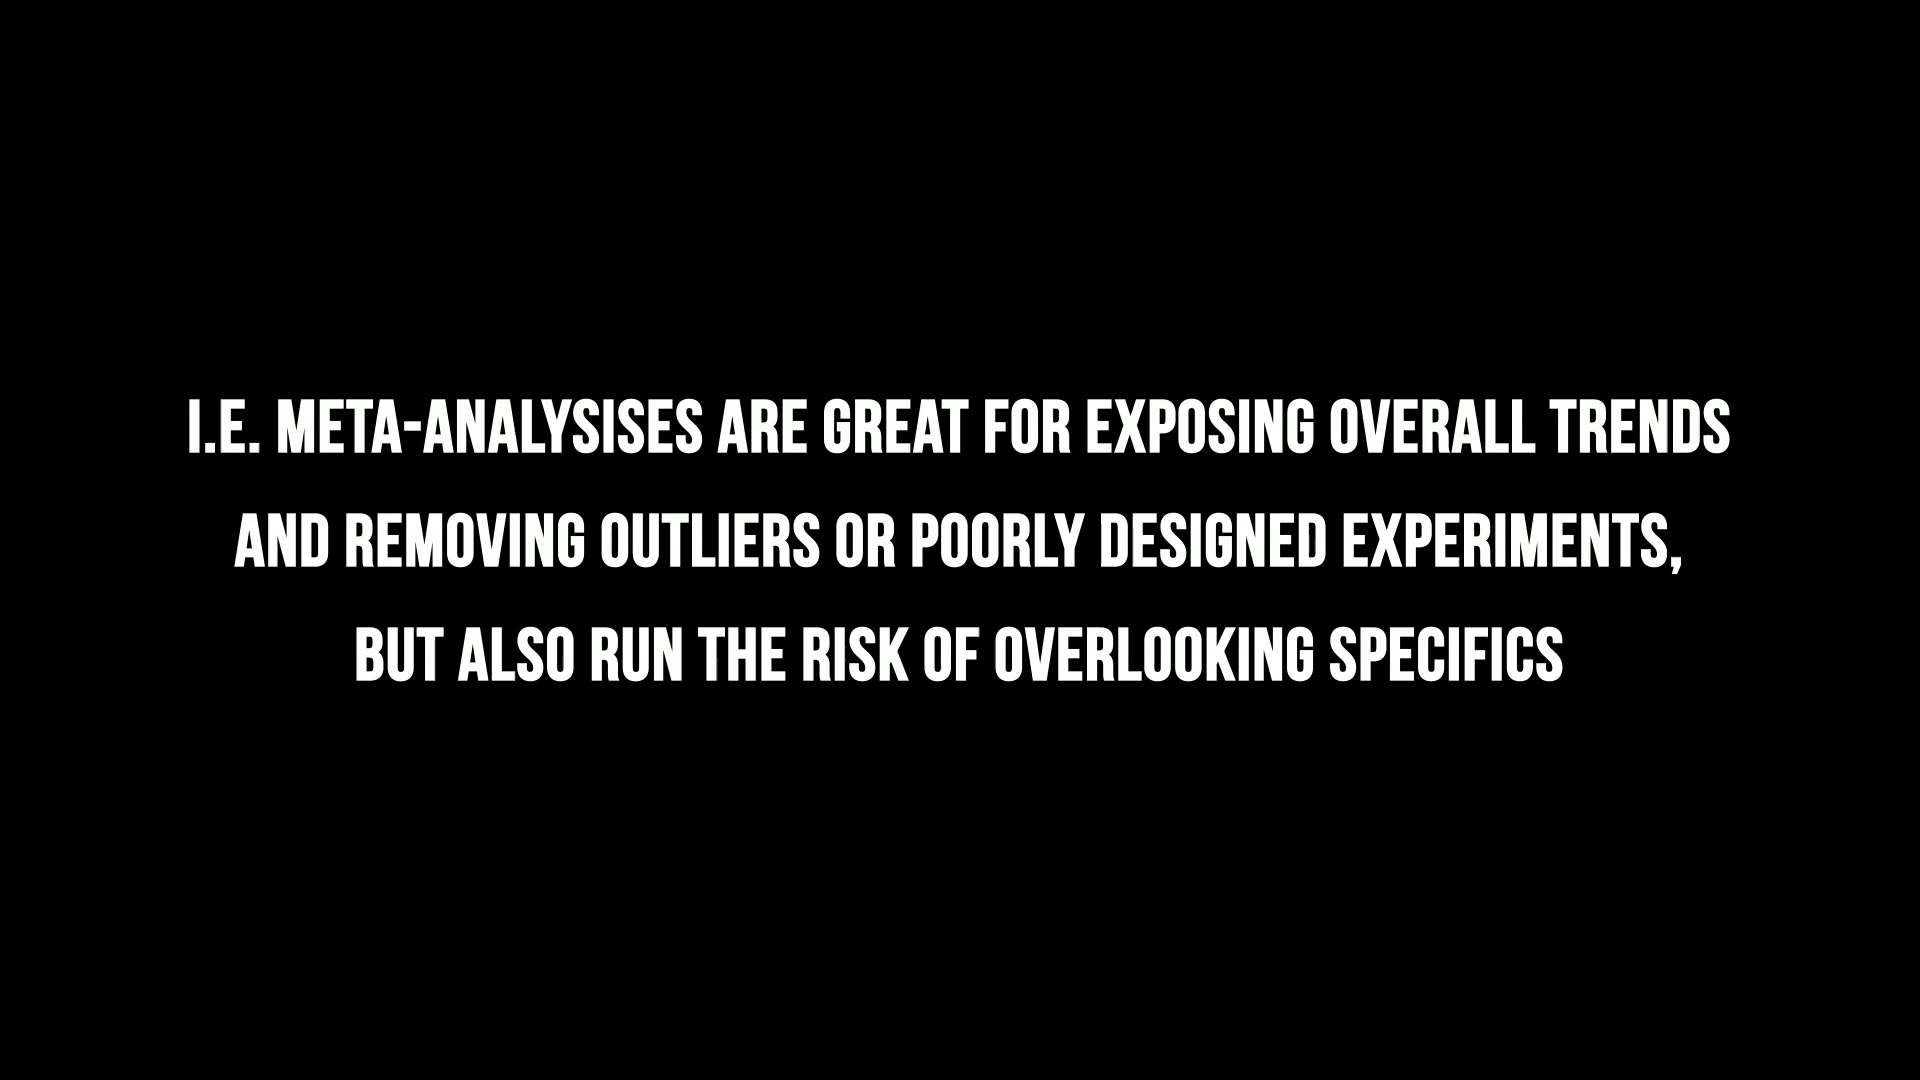 I.E. META-ANALYSISES ARE GREAT FOR EXPOSING OVERALL TRENDS
AND REMOVING OUTLIERS OR POORLY DESIGNED EXPERIMENTS,
BUT ALSO RUN THE RISK OF OVERLOOKING SPECIFICS